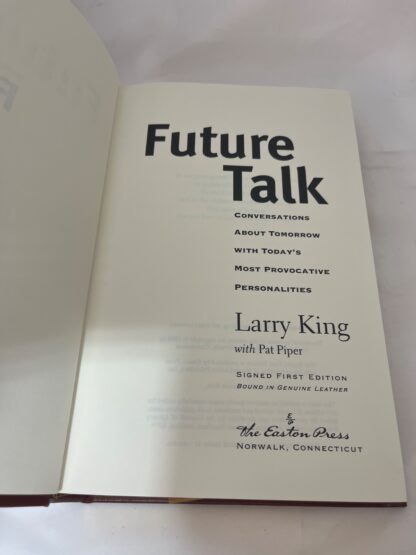 Future
Talk
Conversations
About Tomorrow
with Today's
Most Provocative
Personalities
Larry King
with Pat Piper
Signed First Edition
Bound in Genuine Leather
The Easton Press
Norwalk, Connecticut